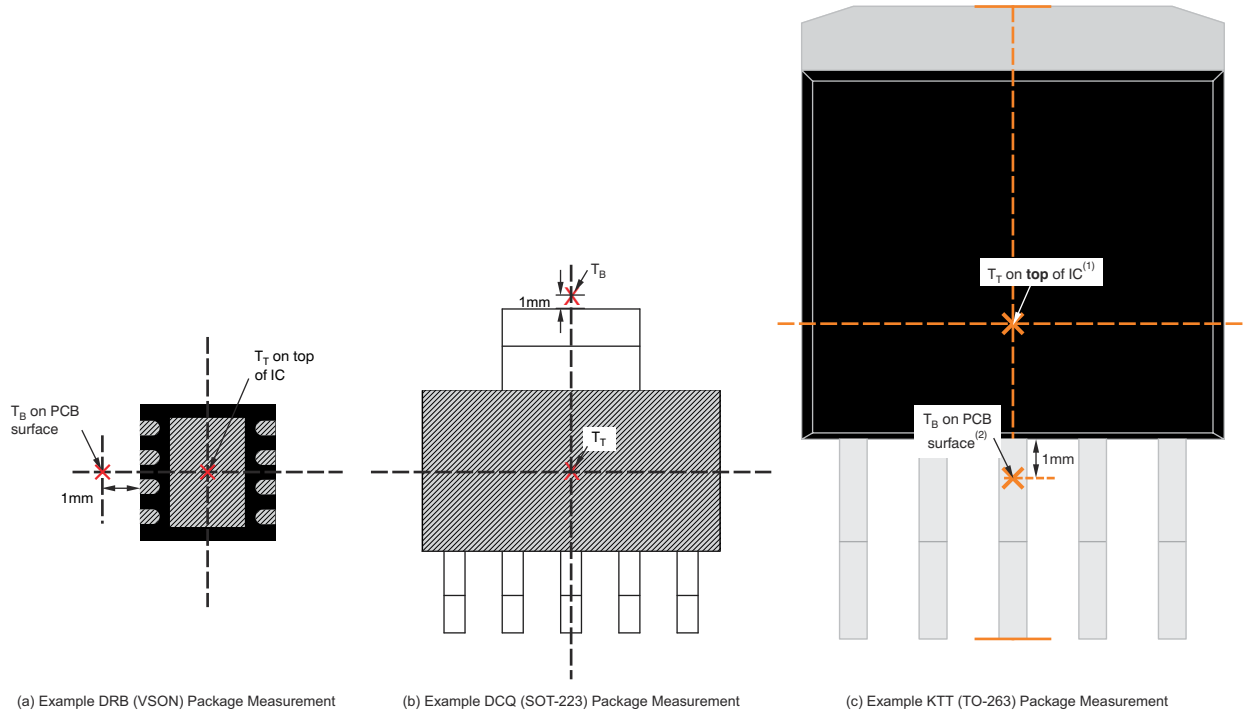 T_B on PCB
surface
1mm
T_T on top
of IC
(a) Example DRB (VSON) Package Measurement
T_B
1mm
T_T
(b) Example DCQ (SOT-223) Package Measurement
T_T on top of IC(1)
T_B on PCB
surface(2)
1mm
(c) Example KTT (TO-263) Package Measurement